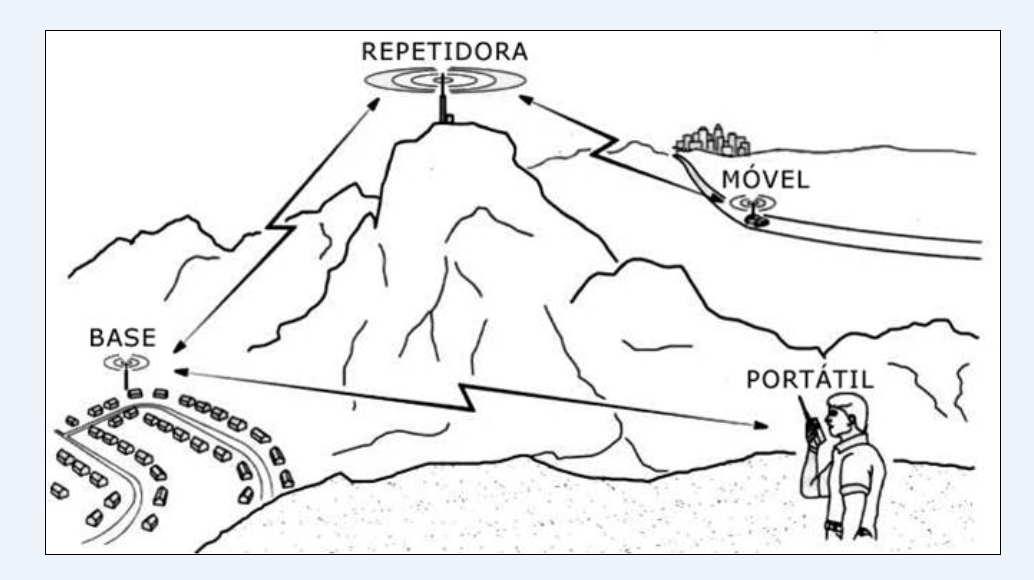 REPETIDORA
MÓVEL
BASE
PORTÁTIL